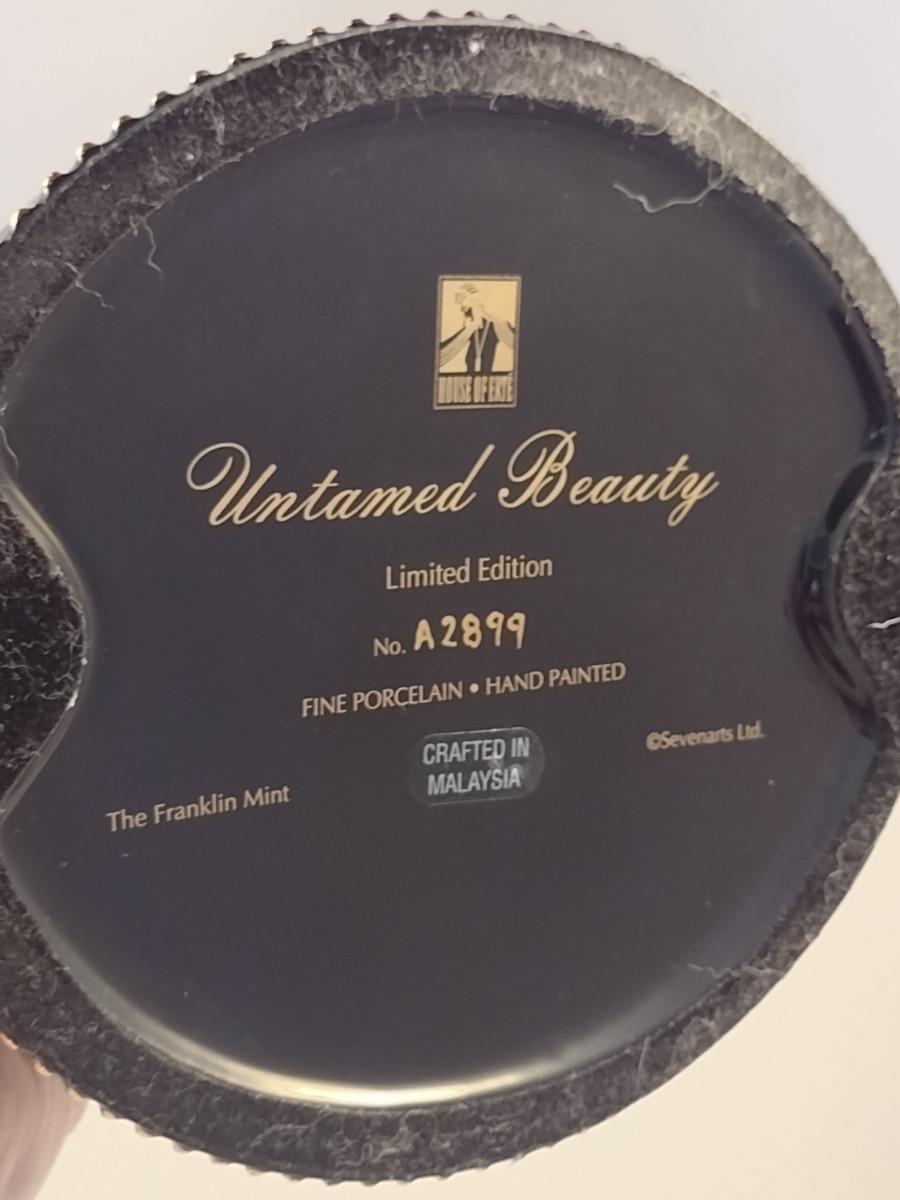 HOUSE OF ERTÉ
Untamed Beauty
Limited Edition
No. A2899
FINE PORCELAIN • HAND PAINTED
CRAFTED IN
MALAYSIA
©Sevenarts Ltd.
The Franklin Mint